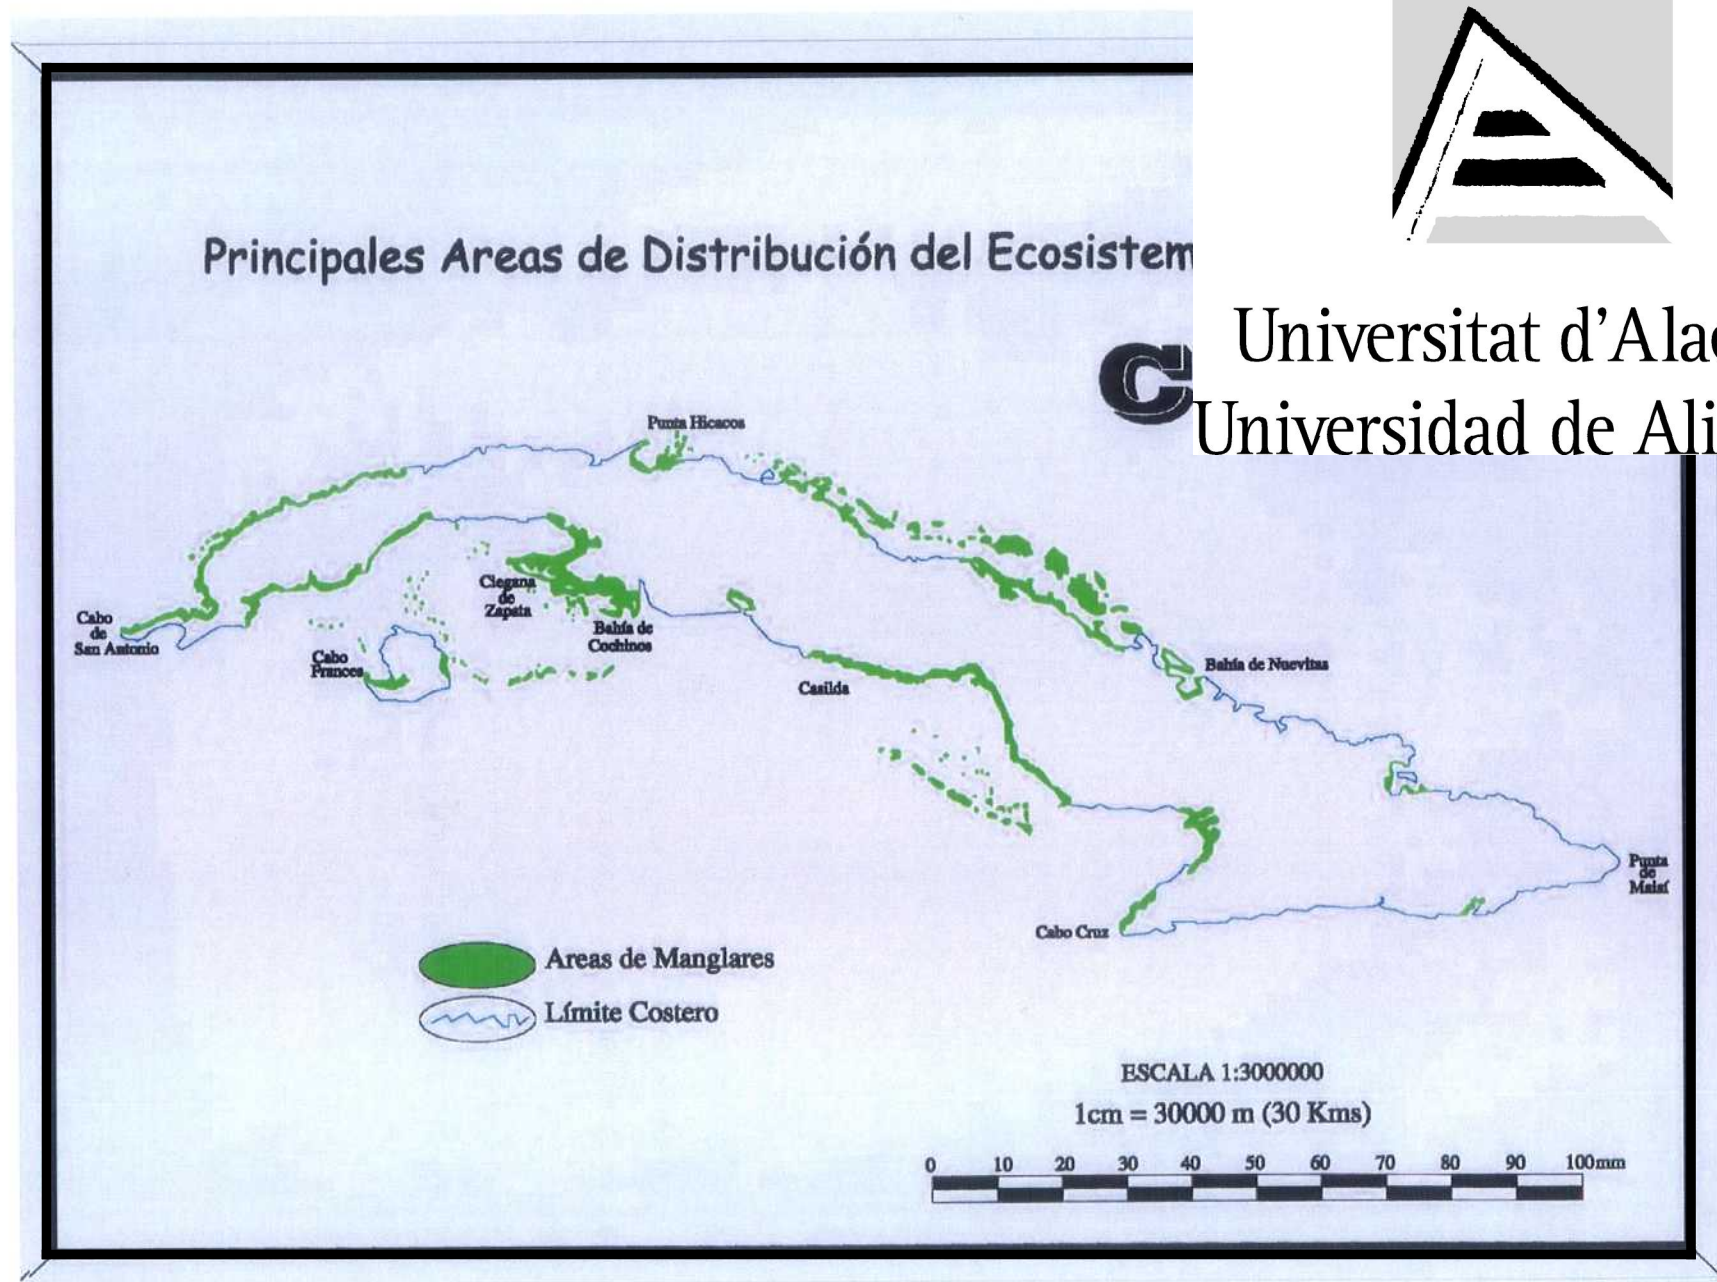 Principales Areas de Distribución del Ecosistem
C
Universitat d'Ala
Universidad de Ali
Punta Hicacos
Cabo
de
San Antonio
Ciegana
de
Zapata
Bahía de
Cochinos
Cabo
Frances
Casilda
Bahía de Nuevitas
Punta
de
Maisí
Cabo Cruz
Areas de Manglares
Límite Costero
ESCALA 1:3000000
1cm = 30000 m (30 Kms)
0 10 20 30 40 50 60 70 80 90 100mm